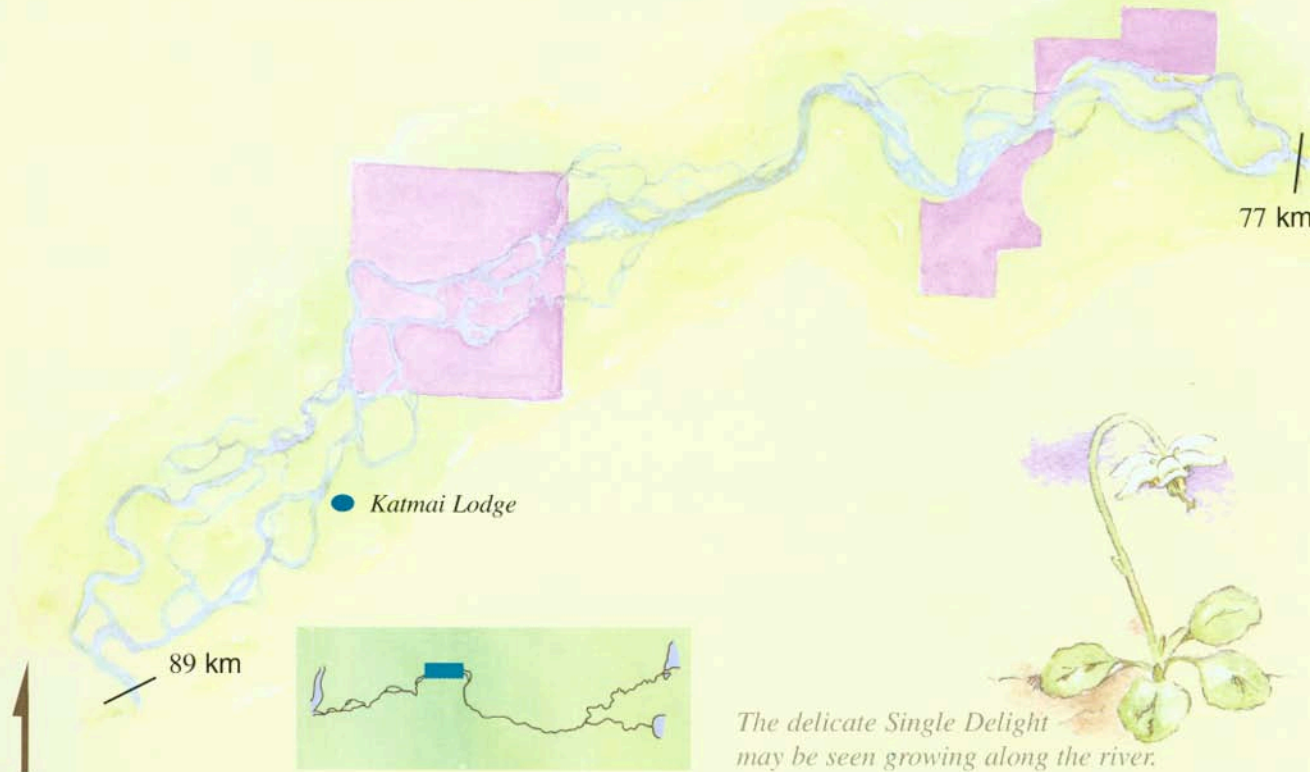 77 km
Katmai Lodge
89 km
The delicate Single Delight
may be seen growing along the river.